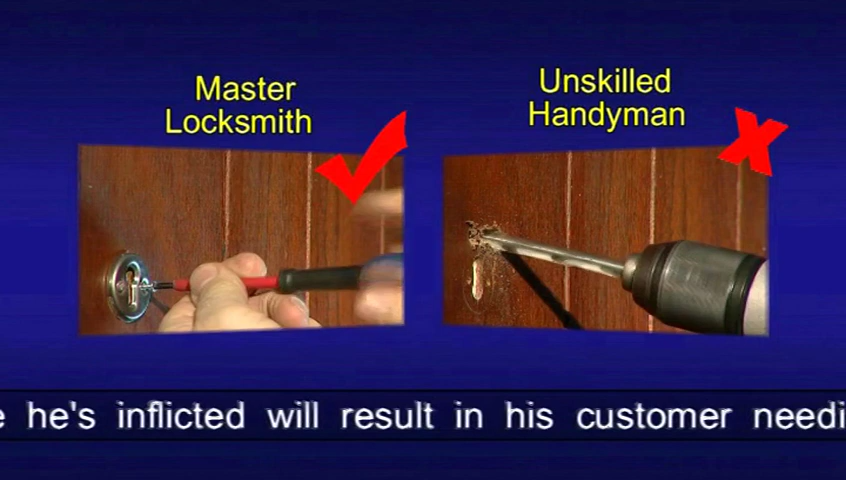 Master
Locksmith
Unskilled
Handyman
he's inflicted will result in his customer